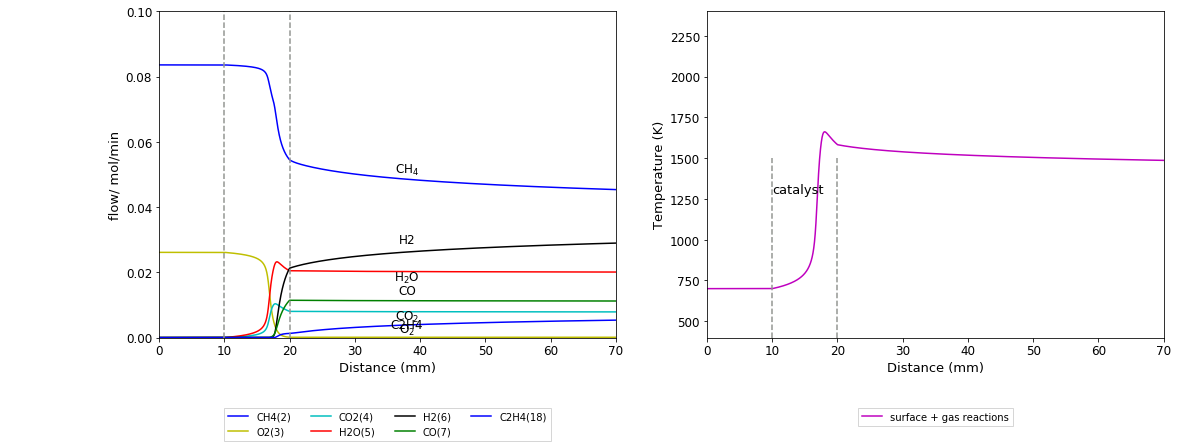 0.10
0.08
0.06
0.04
0.02
0.00
flow/ mol/min
CH₄
H2
H₂O
CO
CO₂
C2H4
O₂
0 10 20 30 40 50 60 70
Distance (mm)
CH4(2) CO2(4) H2(6) C2H4(18)
O2(3) H2O(5) CO(7)
2250
2000
1750
1500
1250
1000
750
500
Temperature (K)
catalyst
0 10 20 30 40 50 60 70
Distance (mm)
surface + gas reactions